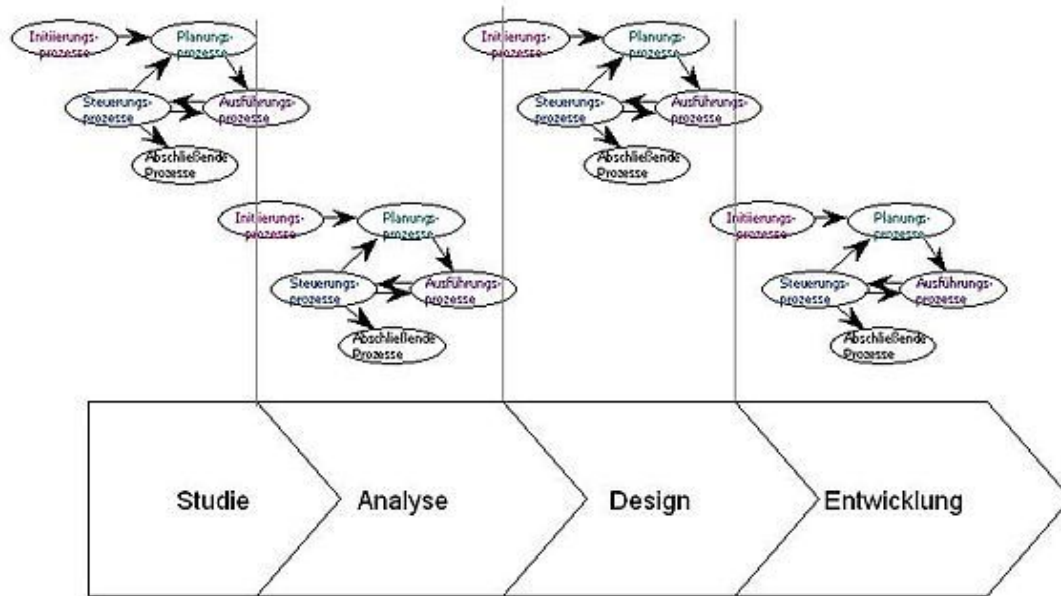 Initiierungs-
prozesse
Planungs-
prozesse
Steuerungs-
prozesse
Ausführungs-
prozesse
Abschließende
Prozesse
Initiierungs-
prozesse
Planungs-
prozesse
Steuerungs-
prozesse
Ausführungs-
prozesse
Abschließende
Prozesse
Initiierungs-
prozesse
Planungs-
prozesse
Steuerungs-
prozesse
Ausführungs-
prozesse
Abschließende
Prozesse
Initiierungs-
prozesse
Planungs-
prozesse
Steuerungs-
prozesse
Ausführungs-
prozesse
Abschließende
Prozesse
Studie
Analyse
Design
Entwicklung